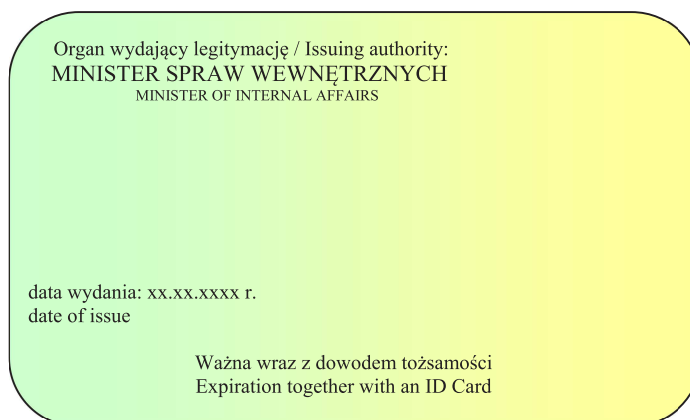 Organ wydający legitymację / Issuing authority:
MINISTER SPRAW WEWNĘTRZNYCH
MINISTER OF INTERNAL AFFAIRS
data wydania: xx.xx.xxxx r.
date of issue
Ważna wraz z dowodem tożsamości
Expiration together with an ID Card